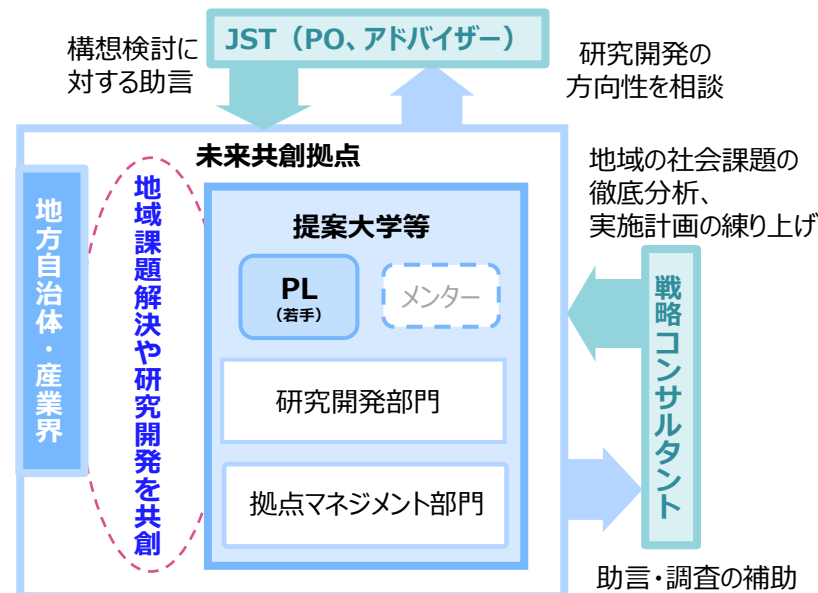 JST（PO、アドバイザー）
構想検討に
対する助言
研究開発の
方向性を相談
未来共創拠点
地方自治体・産業界
地域課題解決や研究開発を共創
提案大学等
PL
（若手）
メンター
研究開発部門
拠点マネジメント部門
地域の社会課題の
徹底分析、
実施計画の練り上げ
戦略コンサルタント
助言・調査の補助